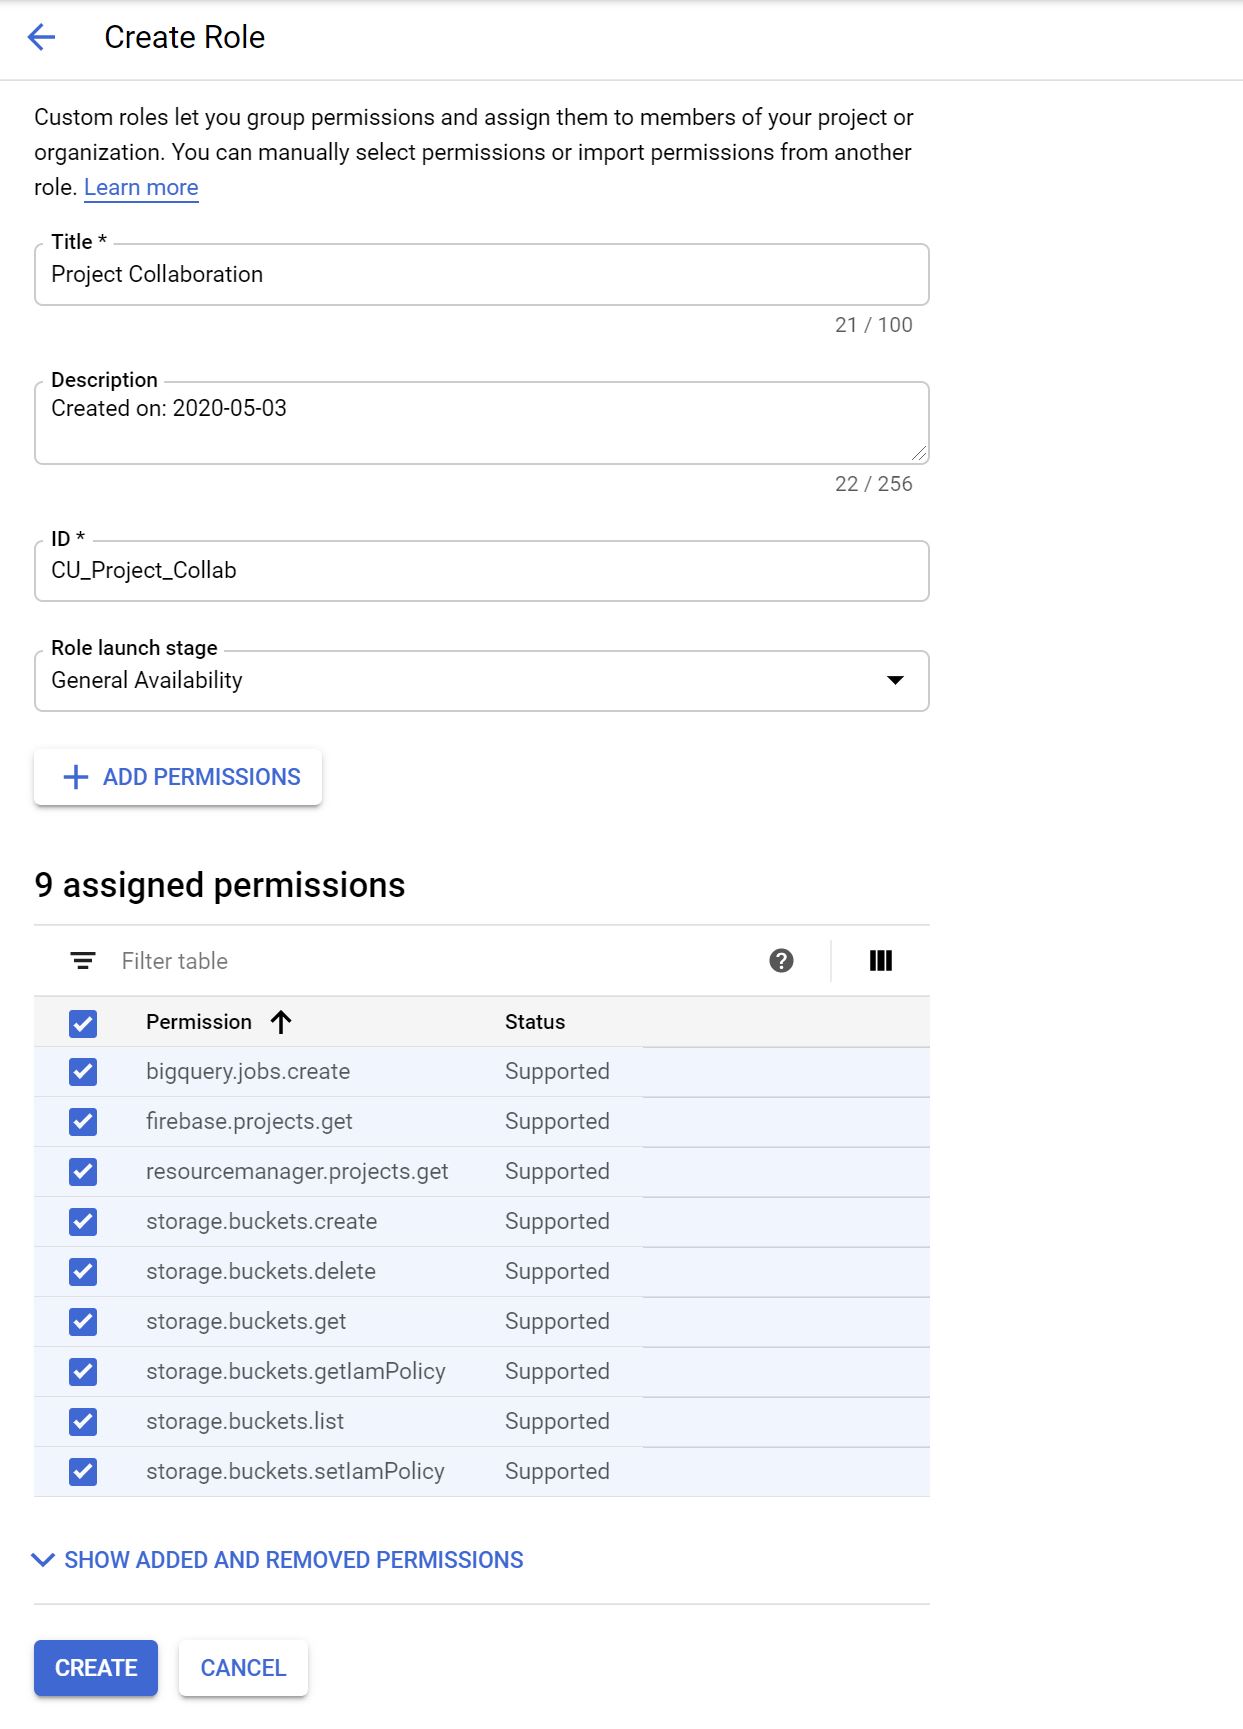 Create Role
Custom roles let you group permissions and assign them to members of your project or
organization. You can manually select permissions or import permissions from another
role. Learn more
Title *
Project Collaboration
21 / 100
Description
Created on: 2020-05-03
22 / 256
ID *
CU_Project_Collab
Role launch stage
General Availability
ADD PERMISSIONS
9 assigned permissions
Filter table
Permission Status
bigquery.jobs.create Supported
firebase.projects.get Supported
resourcemanager.projects.get Supported
storage.buckets.create Supported
storage.buckets.delete Supported
storage.buckets.get Supported
storage.buckets.getIamPolicy Supported
storage.buckets.list Supported
storage.buckets.setIamPolicy Supported
SHOW ADDED AND REMOVED PERMISSIONS
CREATE CANCEL